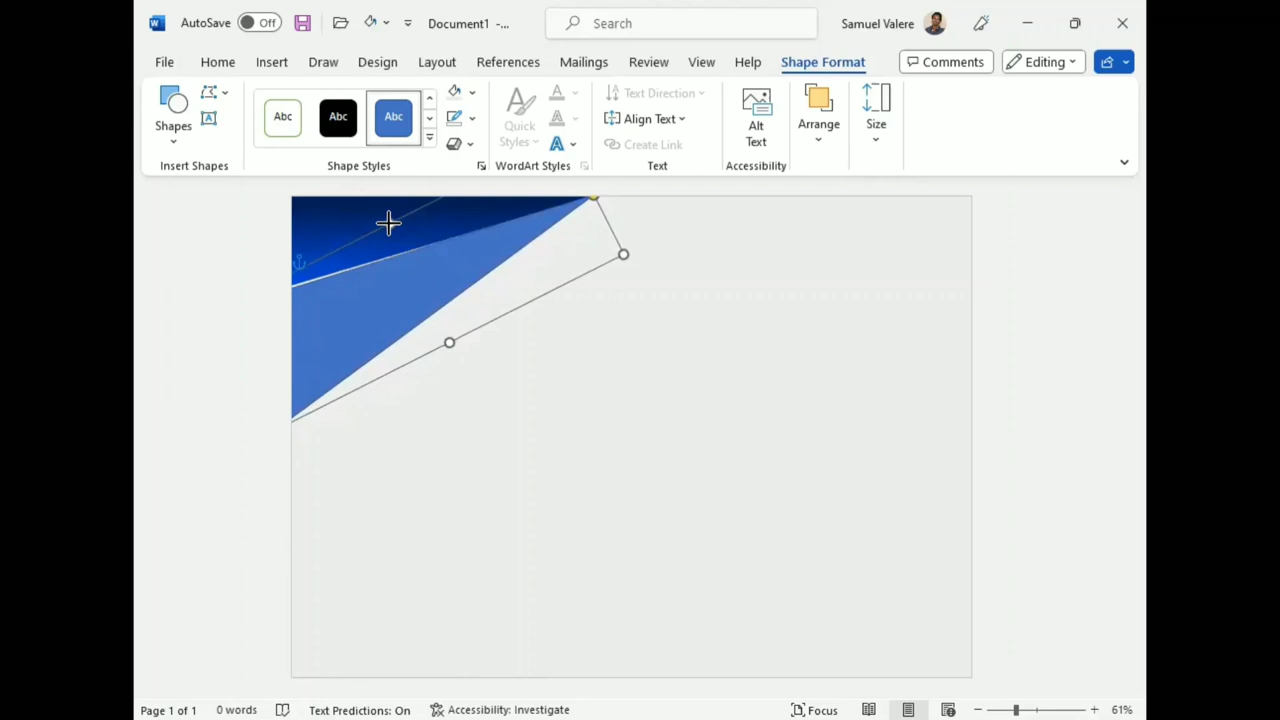 AutoSave Off Document1 -... Search Samuel Valere
File Home Insert Draw Design Layout References Mailings Review View Help Shape Format Comments Editing
Abc Abc Abc
Text Direction
Shapes Quick Styles Align Text Alt Text Arrange Size
Create Link
Insert Shapes Shape Styles WordArt Styles Text Accessibility
Page 1 of 1 0 words Text Predictions: On Accessibility: Investigate Focus 61%